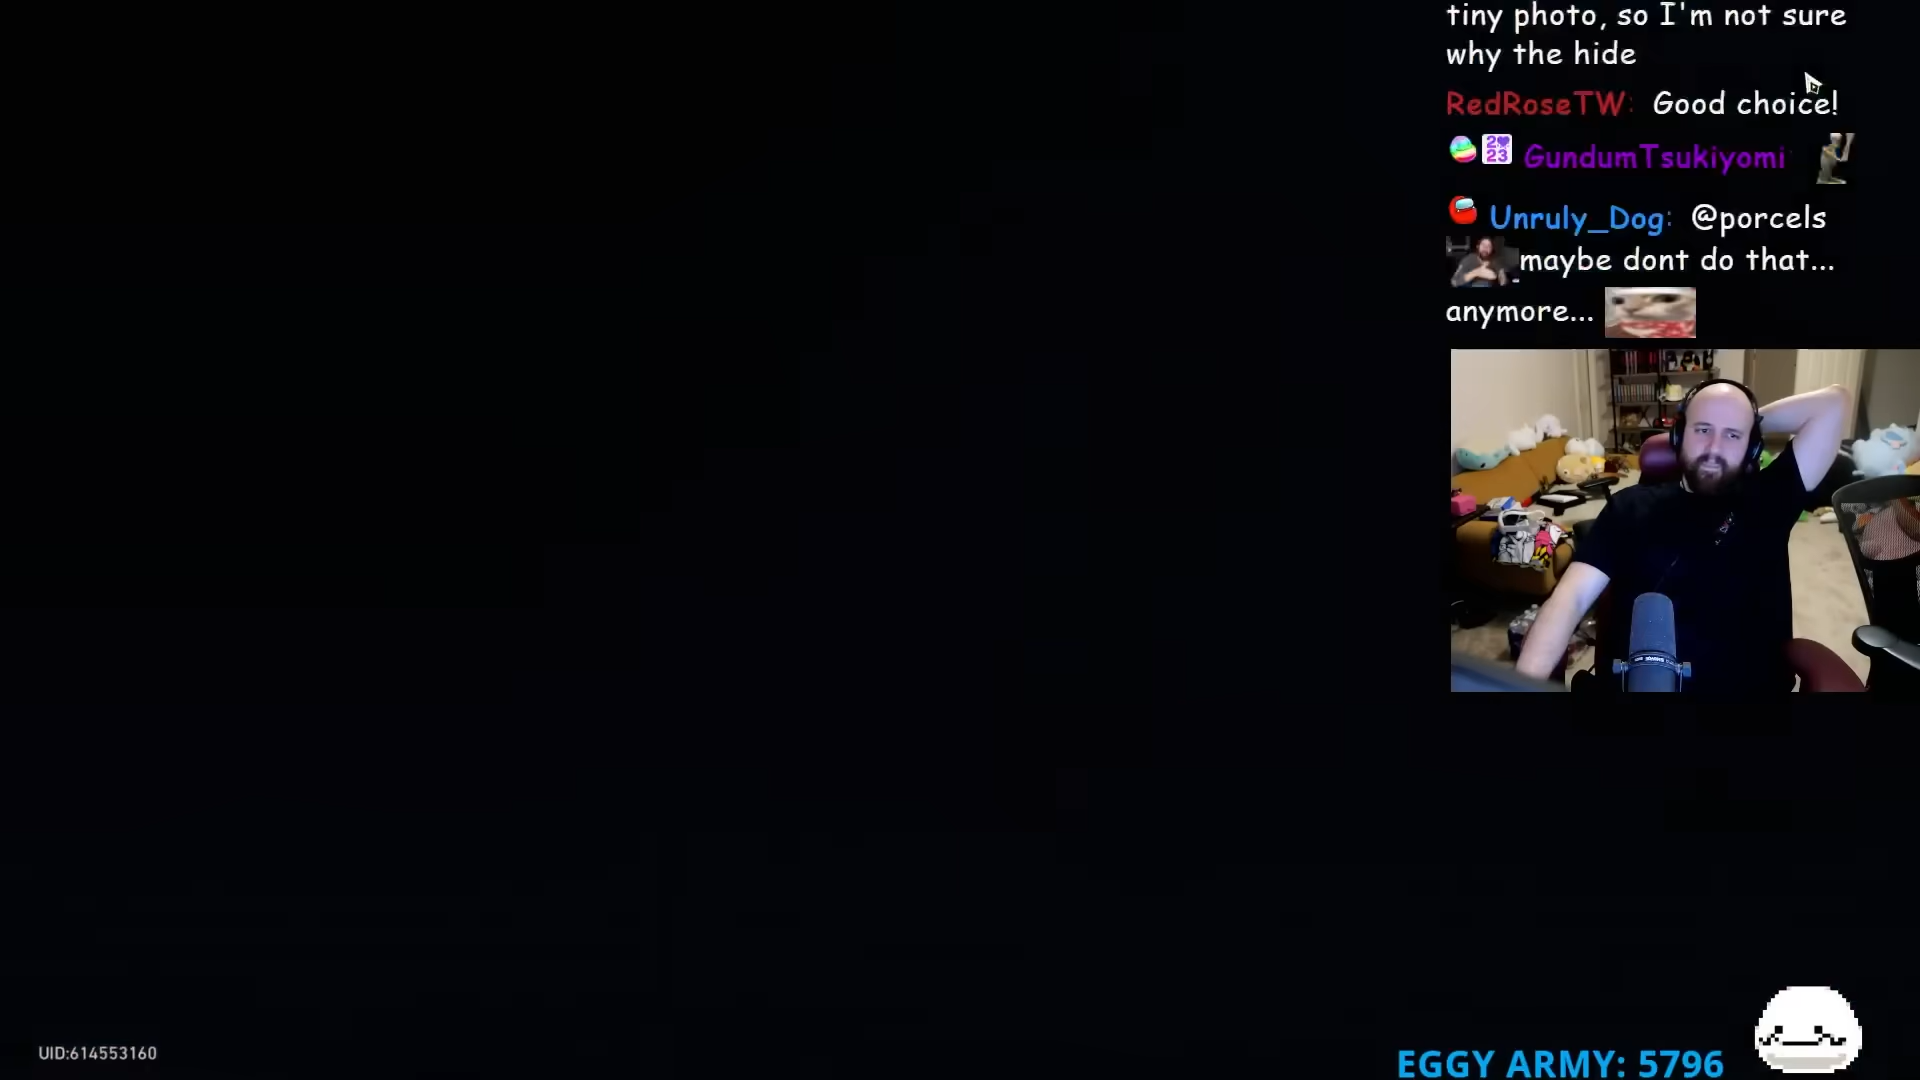 tiny photo, so I'm not sure
why the hide
RedRoseTW: Good choice!
2023 GundumTsukiyomi
Unruly_Dog: @porcels
maybe dont do that...
anymore...
UID:614553160
EGGY ARMY: 5796